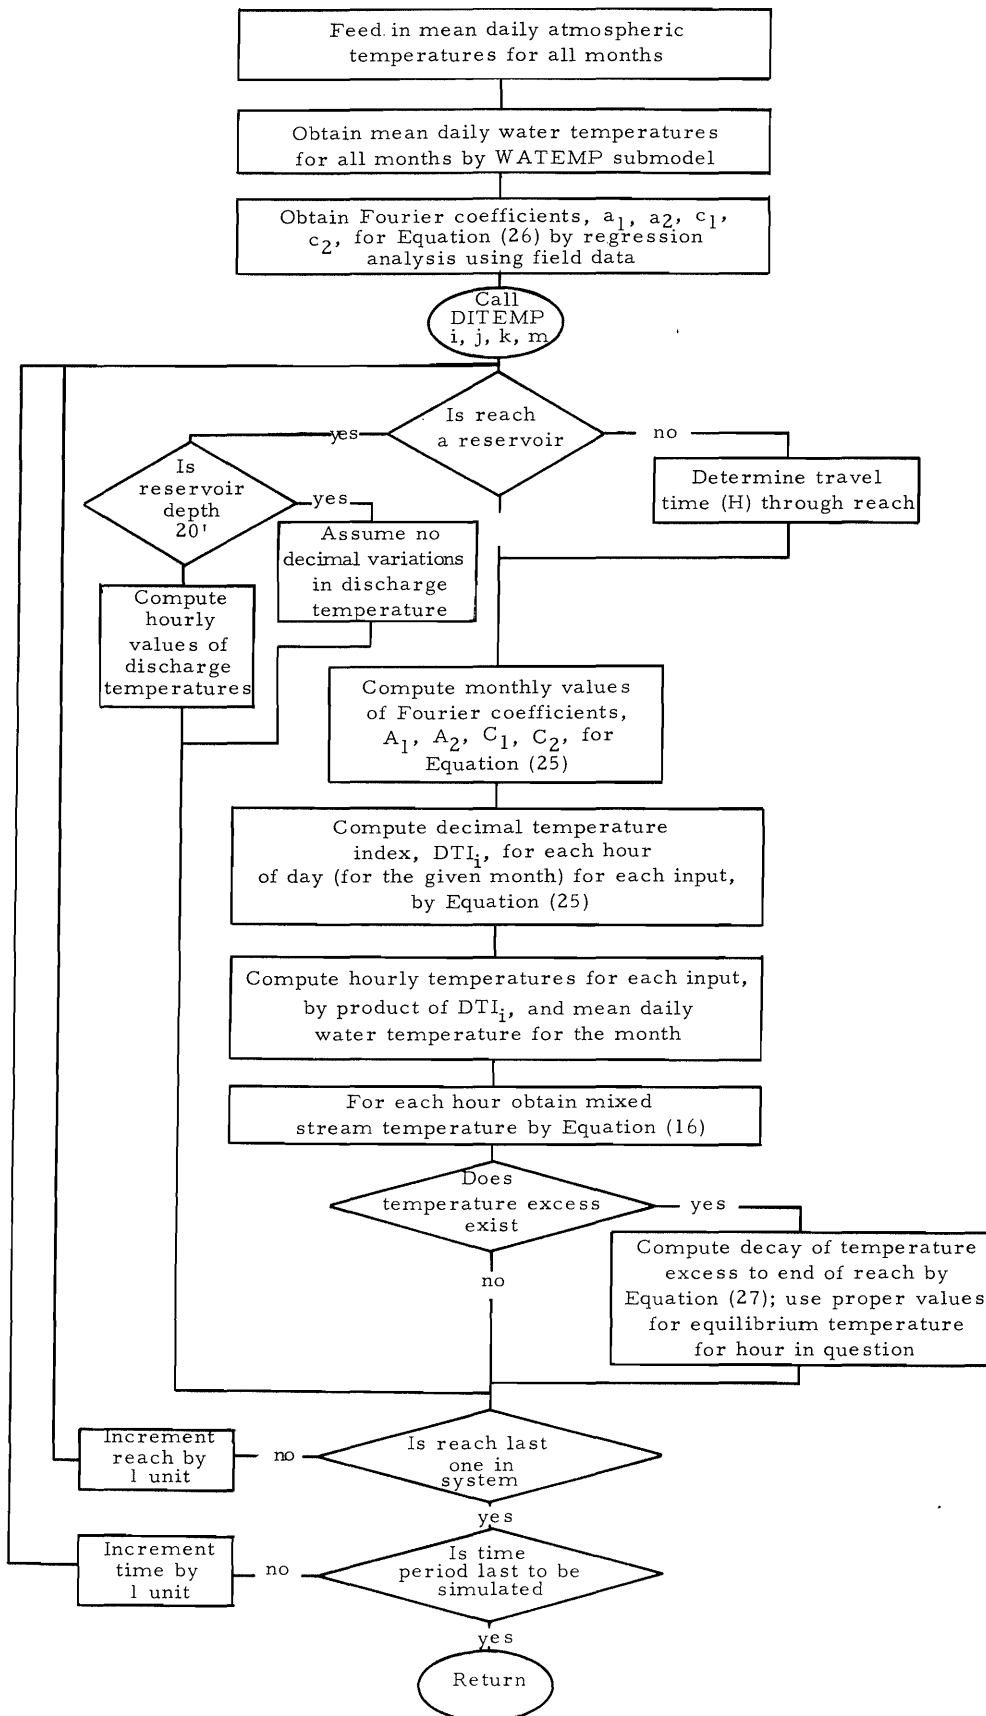 Feed in mean daily atmospheric
temperatures for all months
Obtain mean daily water temperatures
for all months by WATEMP submodel
Obtain Fourier coefficients, a1, a2, c1,
c2, for Equation (26) by regression
analysis using field data
Call
DITEMP
i, j, k, m
Is reach
a reservoir
yes
no
Is
reservoir
depth
20'
yes
Determine travel
time (H) through reach
Assume no
decimal variations
in discharge
temperature
Compute
hourly
values of
discharge
temperatures
Compute monthly values
of Fourier coefficients,
A1, A2, C1, C2, for
Equation (25)
Compute decimal temperature
index, DTIi, for each hour
of day (for the given month) for each input,
by Equation (25)
Compute hourly temperatures for each input,
by product of DTIi, and mean daily
water temperature for the month
For each hour obtain mixed
stream temperature by Equation (16)
Does
temperature excess
exist
yes
no
Compute decay of temperature
excess to end of reach by
Equation (27); use proper values
for equilibrium temperature
for hour in question
Is reach last
one in
system
no
Increment
reach by
1 unit
yes
Is time
period last to be
simulated
no
Increment
time by
1 unit
yes
Return